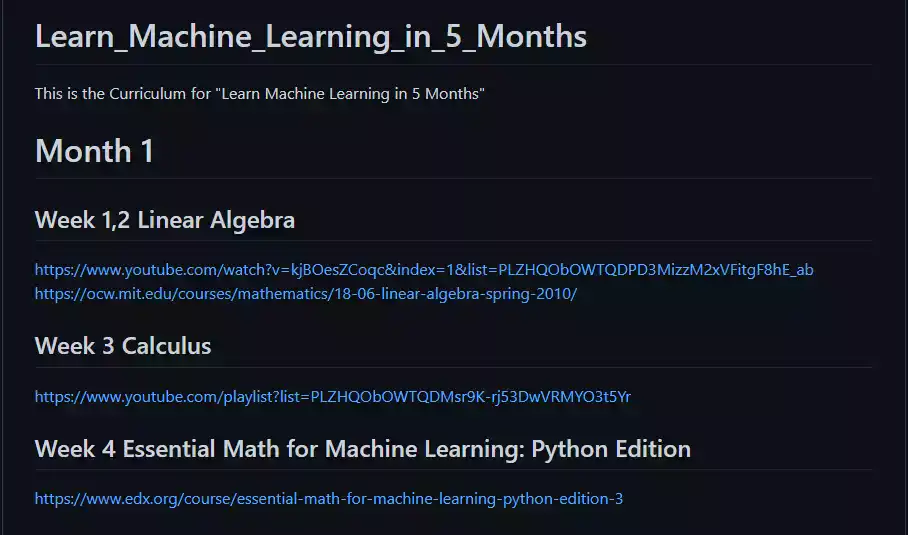 Learn_Machine_Learning_in_5_Months
This is the Curriculum for "Learn Machine Learning in 5 Months"
Month 1
Week 1,2 Linear Algebra
https://www.youtube.com/watch?v=kjBOesZCoqc&index=1&list=PLZHQObOWTQDPD3MizzM2xVFitgF8hE_ab
https://ocw.mit.edu/courses/mathematics/18-06-linear-algebra-spring-2010/
Week 3 Calculus
https://www.youtube.com/playlist?list=PLZHQObOWTQDMsr9K-rj53DwVRMYO3t5Yr
Week 4 Essential Math for Machine Learning: Python Edition
https://www.edx.org/course/essential-math-for-machine-learning-python-edition-3